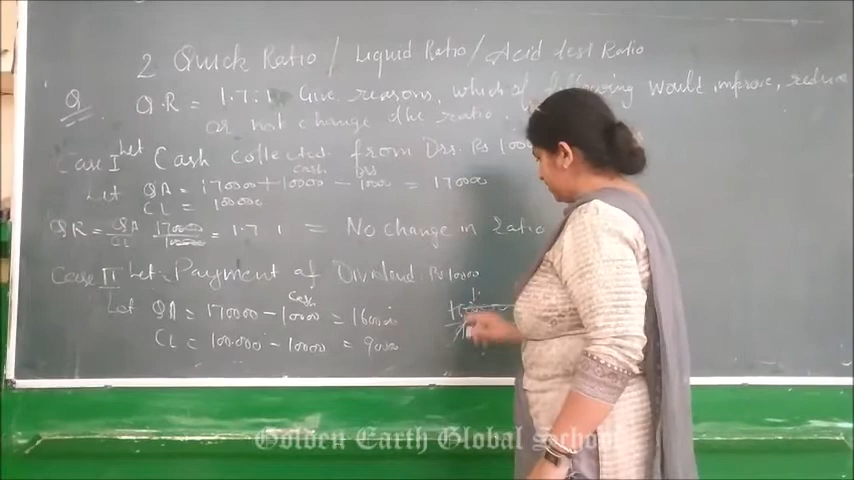 2 Quick Ratio / Liquid Ratio / Acid test Ratio
Q Q.R = 1.7:1 Give reasons, which of following would improve, reduce
or not change the ratio.
Case I Let Cash collected from Drs. Rs 1000
Let QA = 170000 + 10000 (Cash) - 10000 (Drs) = 170000
CL = 100000
QR = QA/CL 170000/100000 = 1.7:1 = No change in ratio
Case II Let Payment of Dividend Rs 10000
Let QA = 170000 - 10000 (Cash) = 160000
CL = 100.000 - 10000 = 90000
Golden Earth Global School